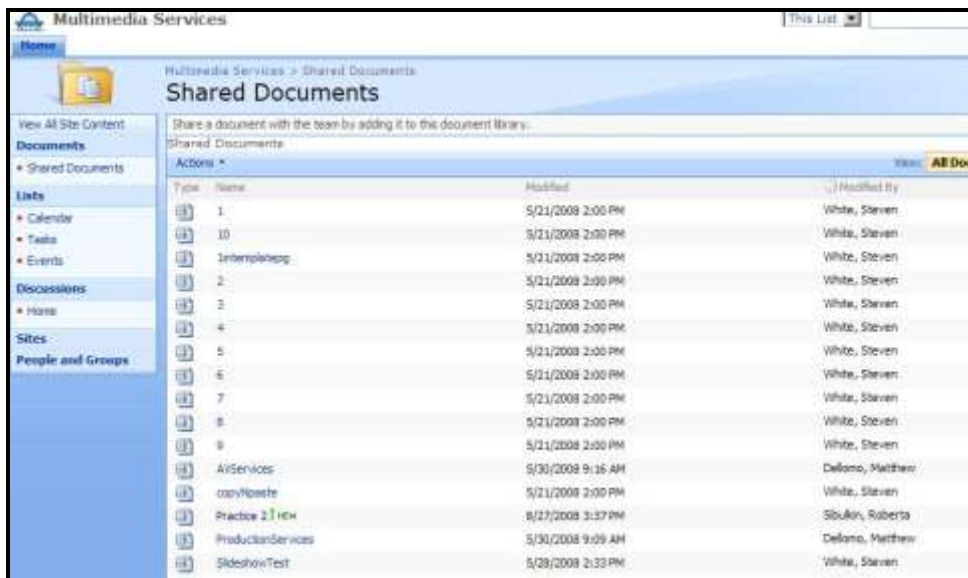 Multimedia Services
This List
Home
Multimedia Services > Shared Documents
Shared Documents
View All Site Content
Documents
Shared Documents
Lists
Calendar
Tasks
Events
Discussions
Home
Sites
People and Groups
Share a document with the team by adding it to this document library.
Shared Documents
Actions
View: All Doc
Type Name Modified Modified By
1 5/21/2008 2:00 PM White, Steven
10 5/21/2008 2:00 PM White, Steven
1ntemplatepg 5/21/2008 2:00 PM White, Steven
2 5/21/2008 2:00 PM White, Steven
3 5/21/2008 2:00 PM White, Steven
4 5/21/2008 2:00 PM White, Steven
5 5/21/2008 2:00 PM White, Steven
6 5/21/2008 2:00 PM White, Steven
7 5/21/2008 2:00 PM White, Steven
8 5/21/2008 2:00 PM White, Steven
9 5/21/2008 2:00 PM White, Steven
AVServices 5/30/2008 9:16 AM Dellomo, Matthew
copyNpaste 5/21/2008 2:00 PM White, Steven
Practice 2 ! NEW 8/27/2008 3:37 PM Sibulkin, Roberta
ProductionServices 5/30/2008 9:09 AM Dellomo, Matthew
SlideshowTest 5/28/2008 2:33 PM White, Steven